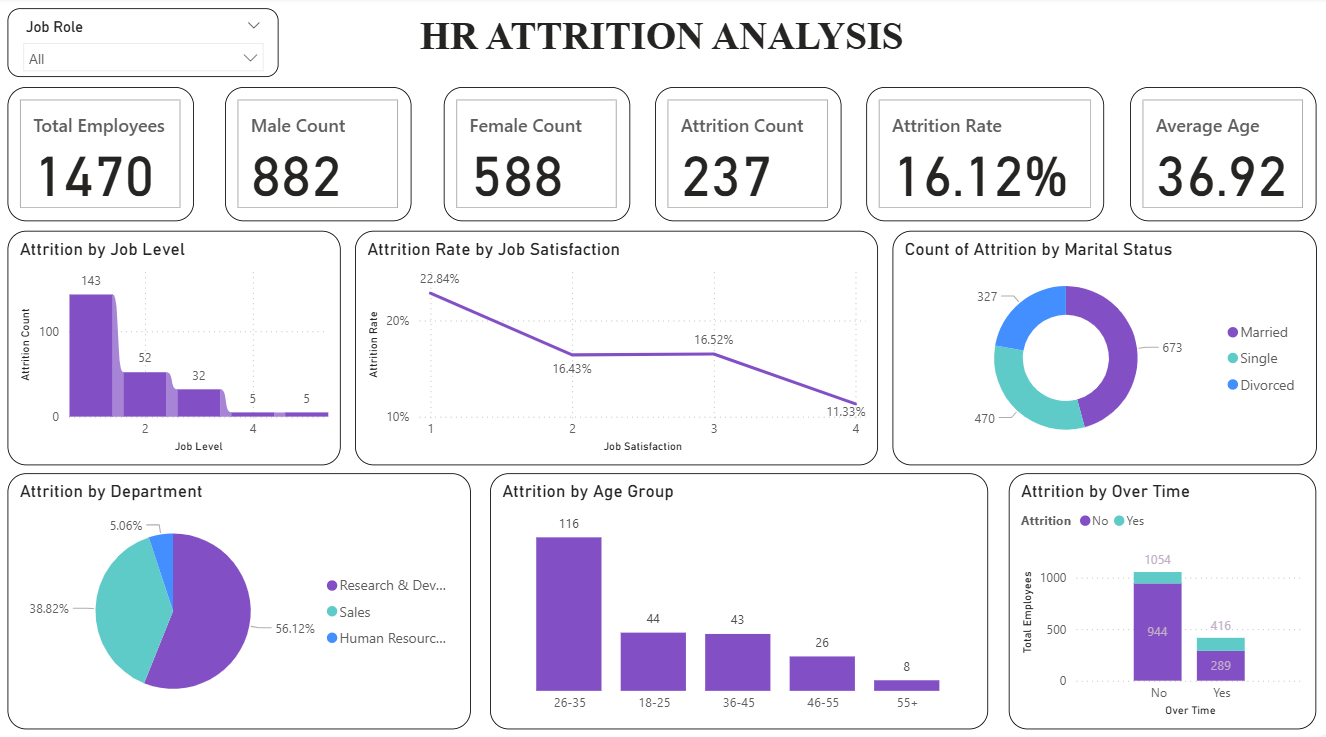 Job Role
All
HR ATTRITION ANALYSIS
Total Employees
1470
Male Count
882
Female Count
588
Attrition Count
237
Attrition Rate
16.12%
Average Age
36.92
Attrition by Job Level
Attrition Count
100
0
143
52
32
5
5
2
4
Job Level
Attrition Rate by Job Satisfaction
Attrition Rate
20%
10%
22.84%
16.43%
16.52%
11.33%
1
2
3
4
Job Satisfaction
Count of Attrition by Marital Status
327
673
470
Married
Single
Divorced
Attrition by Department
5.06%
38.82%
56.12%
Research & Dev...
Sales
Human Resourc...
Attrition by Age Group
116
44
43
26
8
26-35
18-25
36-45
46-55
55+
Attrition by Over Time
Attrition No Yes
Total Employees
1000
500
0
1054
944
416
289
No
Yes
Over Time